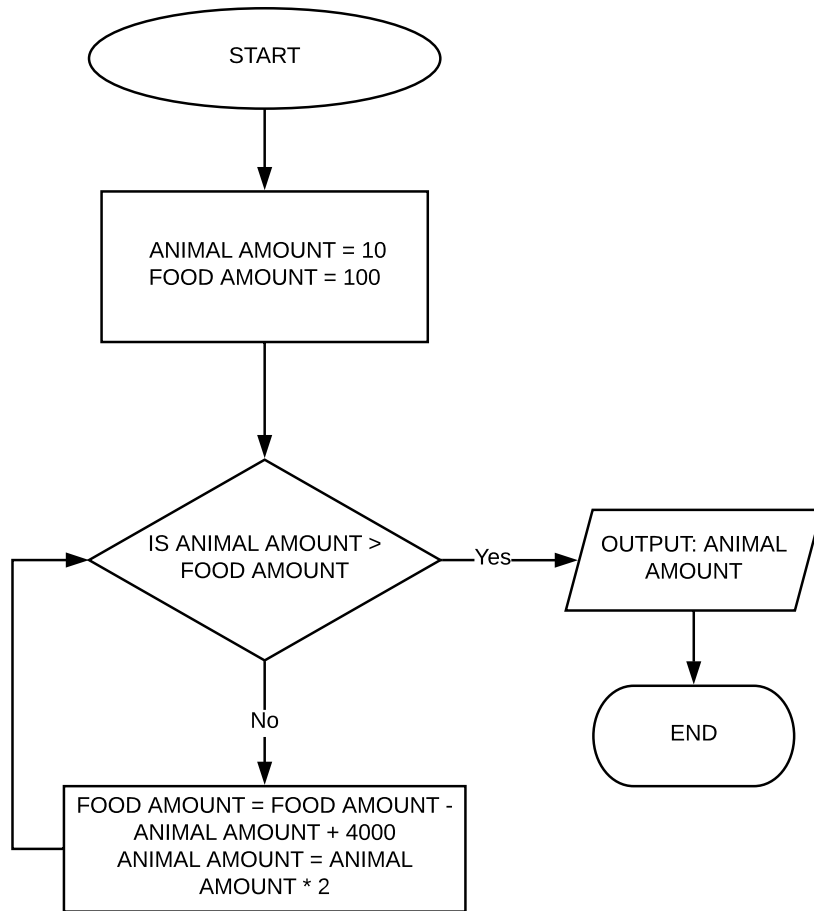 START
ANIMAL AMOUNT = 10
FOOD AMOUNT = 100
IS ANIMAL AMOUNT >
FOOD AMOUNT
Yes
OUTPUT: ANIMAL
AMOUNT
No
END
FOOD AMOUNT = FOOD AMOUNT -
ANIMAL AMOUNT + 4000
ANIMAL AMOUNT = ANIMAL
AMOUNT * 2